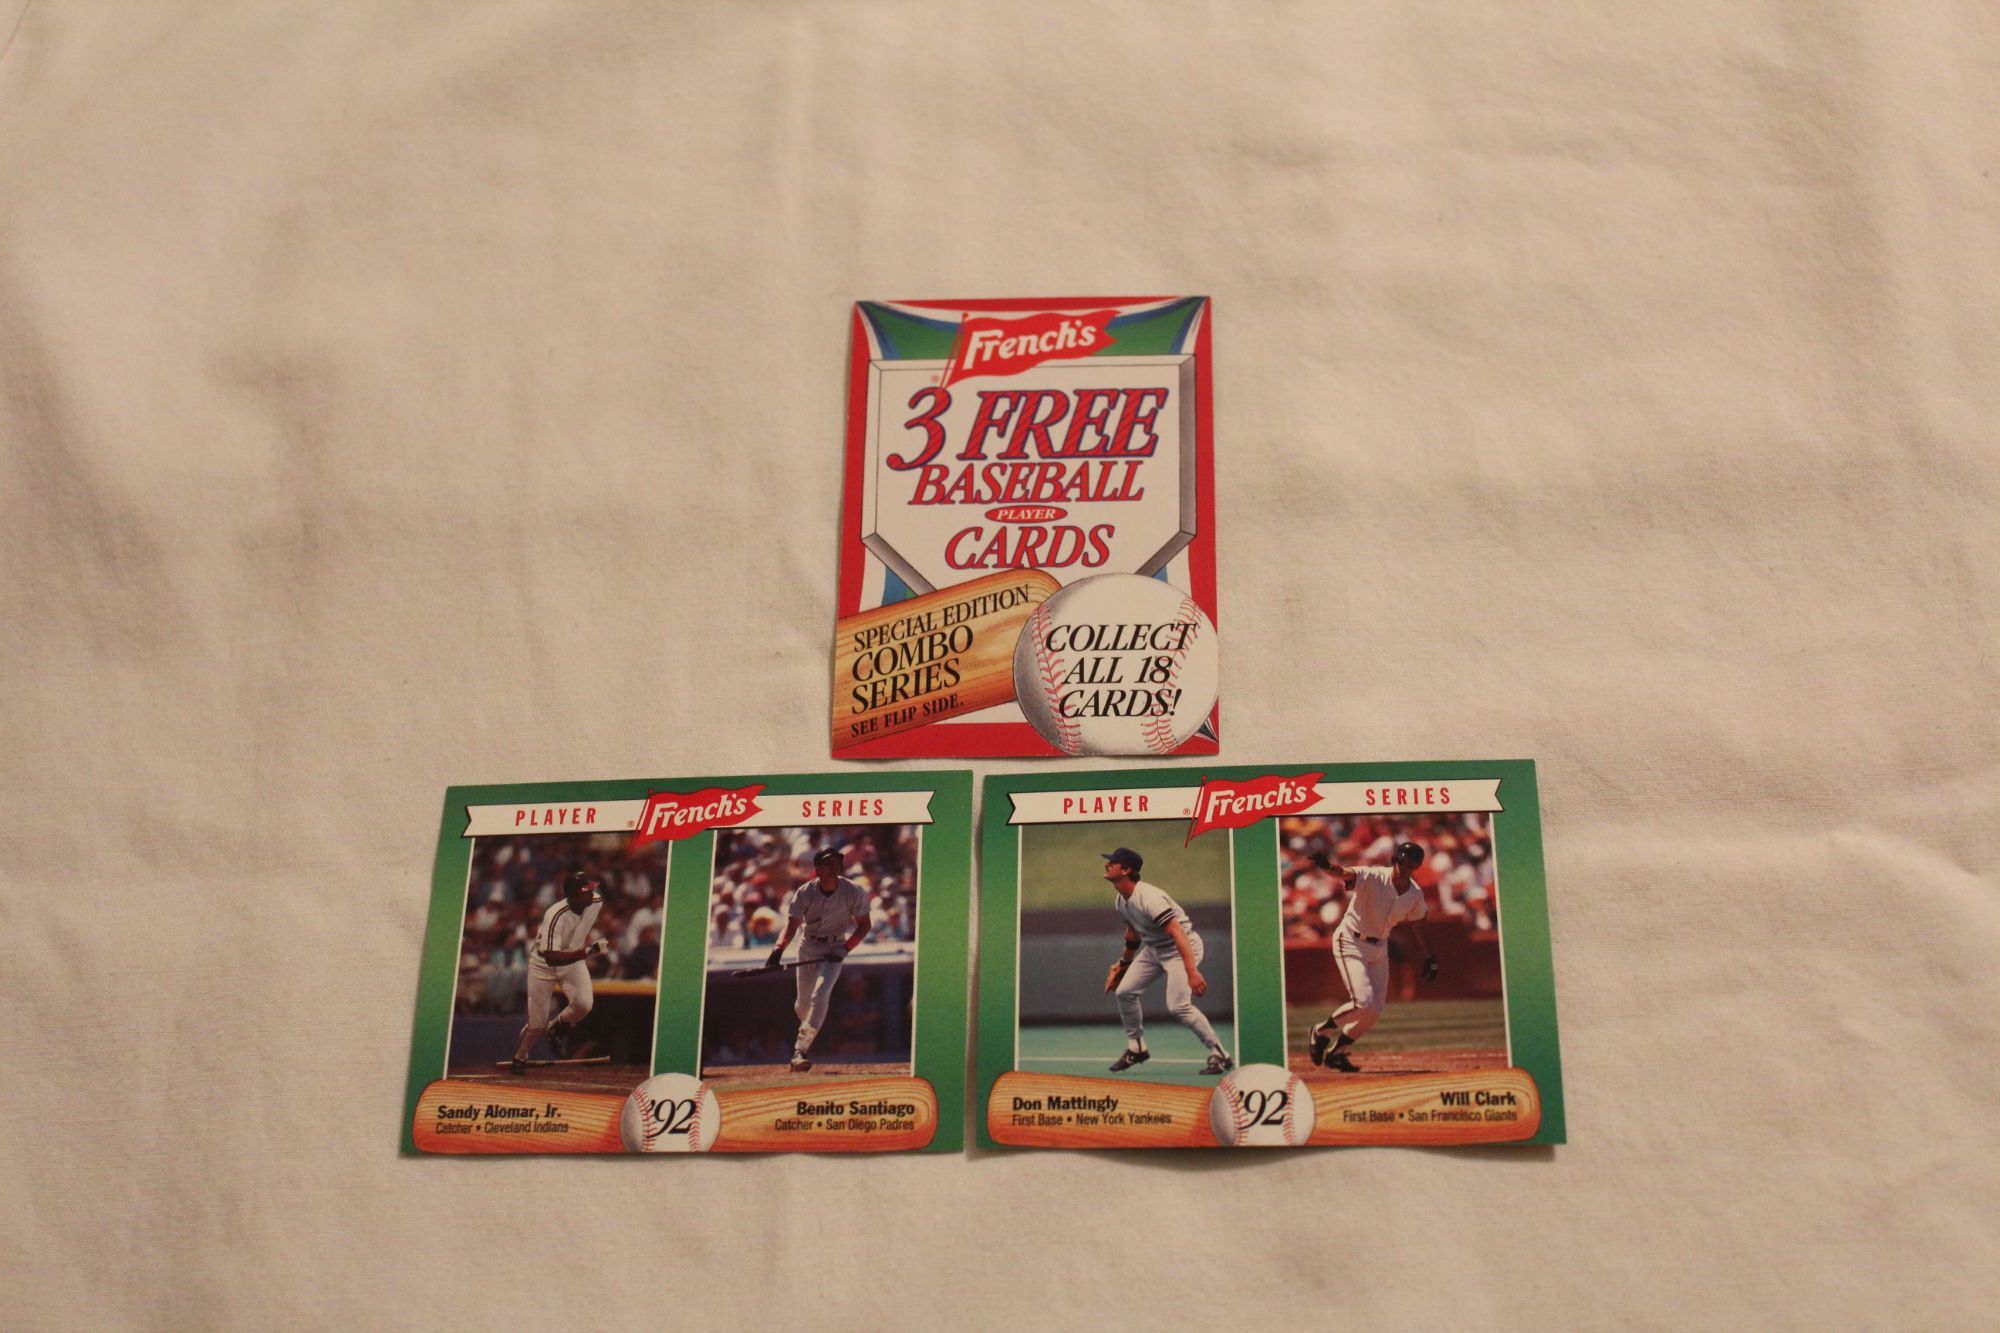 French's
®
3 FREE
BASEBALL
PLAYER
CARDS
SPECIAL EDITION
COMBO
SERIES
SEE FLIP SIDE.
COLLECT
ALL 18
CARDS!
PLAYER ® French's SERIES
Sandy Alomar, Jr.
Catcher • Cleveland Indians
'92
Benito Santiago
Catcher • San Diego Padres
PLAYER ® French's SERIES
Don Mattingly
First Base • New York Yankees
'92
Will Clark
First Base • San Francisco Giants